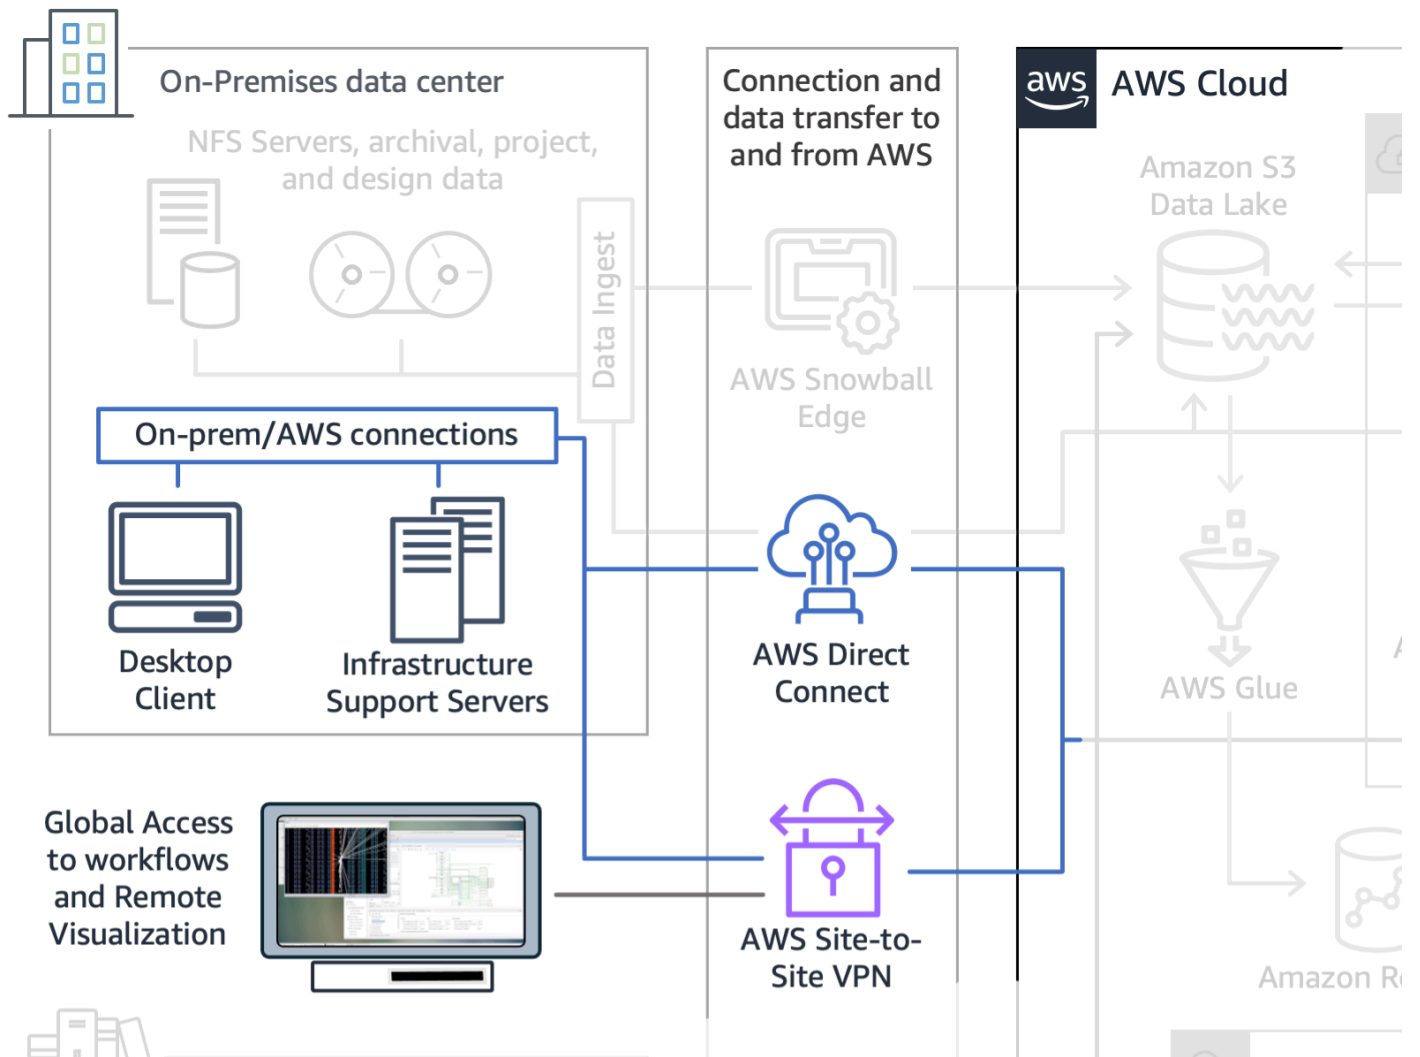 On-Premises data center
NFS Servers, archival, project,
and design data
Data Ingest
On-prem/AWS connections
Desktop
Client
Infrastructure
Support Servers
Global Access
to workflows
and Remote
Visualization
Connection and
data transfer to
and from AWS
AWS Snowball
Edge
AWS Direct
Connect
AWS Site-to-
Site VPN
aws
AWS Cloud
Amazon S3
Data Lake
AWS Glue
Amazon